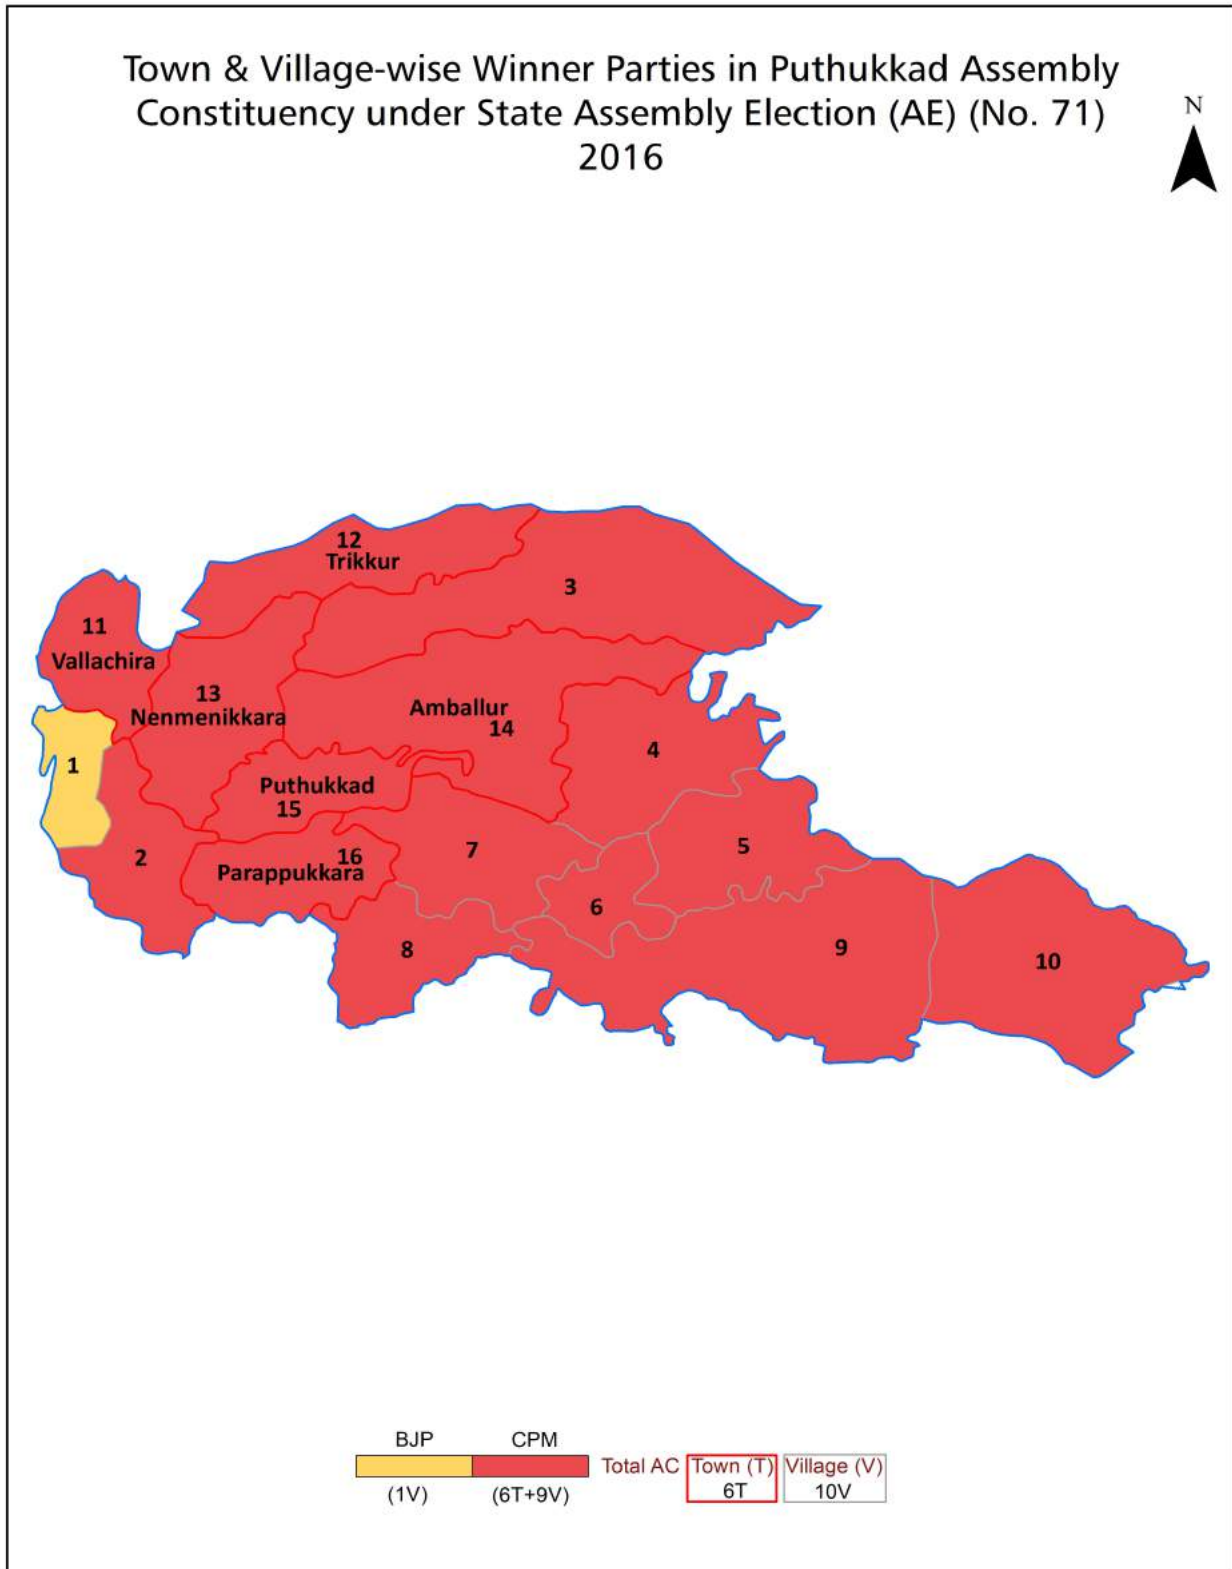 Town & Village-wise Winner Parties in Puthukkad Assembly
Constituency under State Assembly Election (AE) (No. 71)
2016
N
12
Trikkur
3
11
Vallachira
13
Nenmenikkara
Amballur
14
4
1
Puthukkad
15
5
2
16
Parappukkara
7
6
8
9
10
BJP CPM
Total AC Town (T) Village (V)
(1V) (6T+9V) 6T 10V